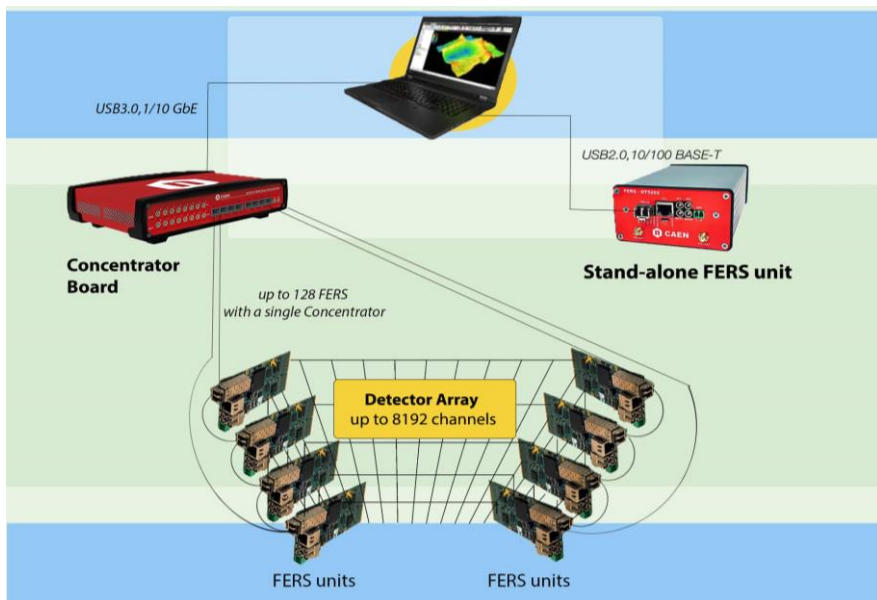 USB3.0,1/10 GbE
USB2.0,10/100 BASE-T
CAEN
Concentrator
Board
Stand-alone FERS unit
up to 128 FERS
with a single Concentrator
Detector Array
up to 8192 channels
FERS units
FERS units